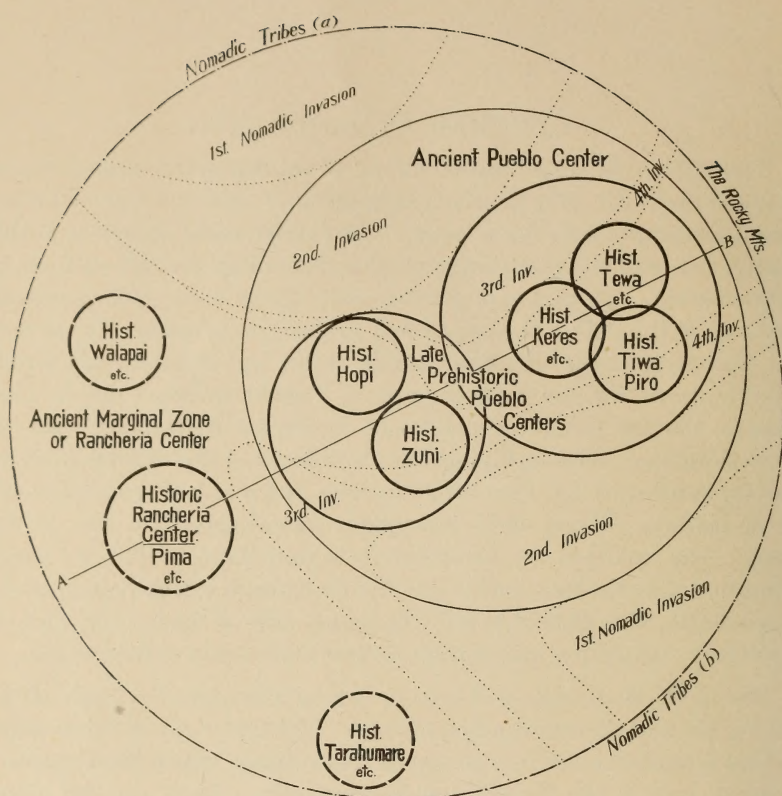 Nomadic Tribes (a)
1st. Nomadic Invasion
Ancient Pueblo Center
The Rocky Mts.
4th. Inv.
2nd. Invasion
B
3rd. Inv.
Hist.
Tewa
etc.
Hist.
Keres
etc.
Hist.
Tiwa.
Piro
4th. Inv.
Hist.
Walapai
etc.
Hist.
Hopi
Late
Prehistoric
Pueblo
Centers
Ancient Marginal Zone
or Rancheria Center
Hist.
Zuni
Historic
Rancheria
Center.
Pima
etc.
A
3rd. Inv.
2nd. Invasion
1st. Nomadic Invasion
Nomadic Tribes (b)
Hist.
Tarahumare
etc.